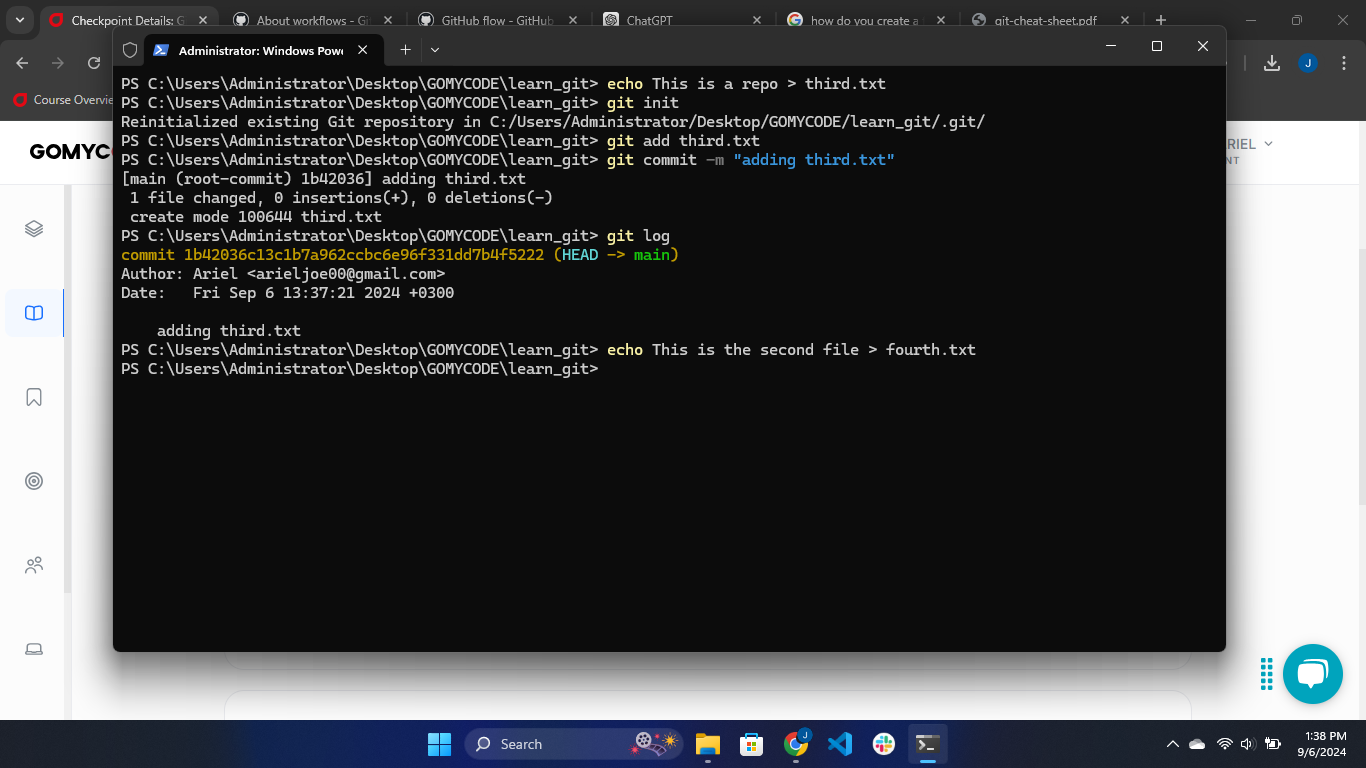 Checkpoint Details: G
About workflows - Gi
GitHub flow - GitHub
ChatGPT
how do you create a
git-cheat-sheet.pdf
Administrator: Windows Powe
J
Course Overvie
GOMYC
ARIEL
NT
PS C:\Users\Administrator\Desktop\GOMYCODE\learn_git> echo This is a repo > third.txt
PS C:\Users\Administrator\Desktop\GOMYCODE\learn_git> git init
Reinitialized existing Git repository in C:/Users/Administrator/Desktop/GOMYCODE/learn_git/.git/
PS C:\Users\Administrator\Desktop\GOMYCODE\learn_git> git add third.txt
PS C:\Users\Administrator\Desktop\GOMYCODE\learn_git> git commit -m "adding third.txt"
[main (root-commit) 1b42036] adding third.txt
 1 file changed, 0 insertions(+), 0 deletions(-)
 create mode 100644 third.txt
PS C:\Users\Administrator\Desktop\GOMYCODE\learn_git> git log
commit 1b42036c13c1b7a962ccbc6e96f331dd7b4f5222 (HEAD -> main)
Author: Ariel <arieljoe00@gmail.com>
Date:   Fri Sep 6 13:37:21 2024 +0300
    adding third.txt
PS C:\Users\Administrator\Desktop\GOMYCODE\learn_git> echo This is the second file > fourth.txt
PS C:\Users\Administrator\Desktop\GOMYCODE\learn_git>
Search
J
1:38 PM
9/6/2024